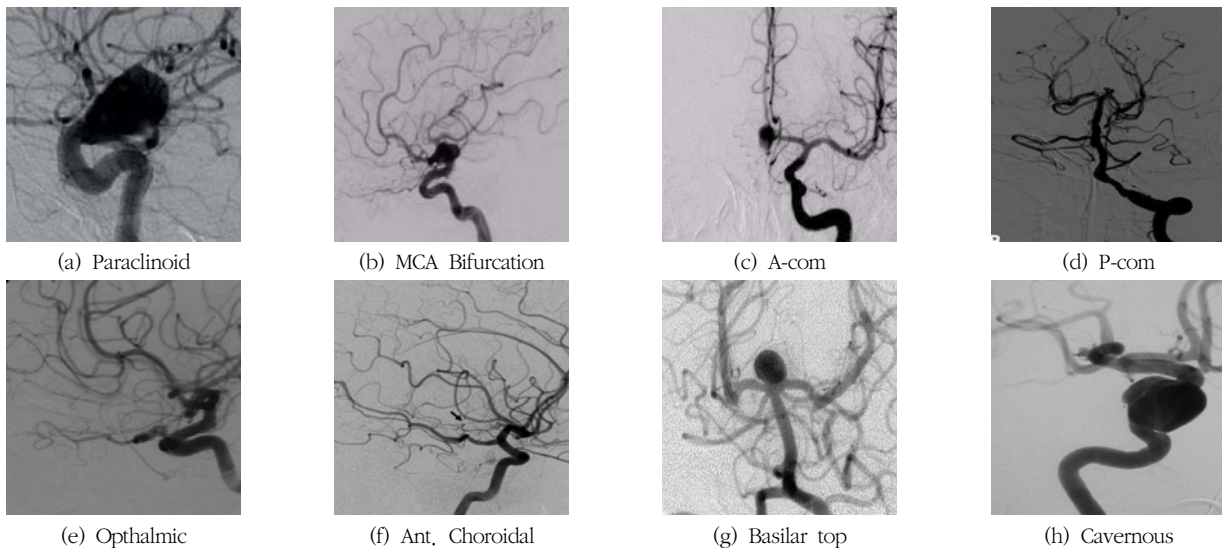 (a) Paraclinoid
(b) MCA Bifurcation
(c) A-com
(d) P-com
(e) Opthalmic
(f) Ant. Choroidal
(g) Basilar top
(h) Cavernous